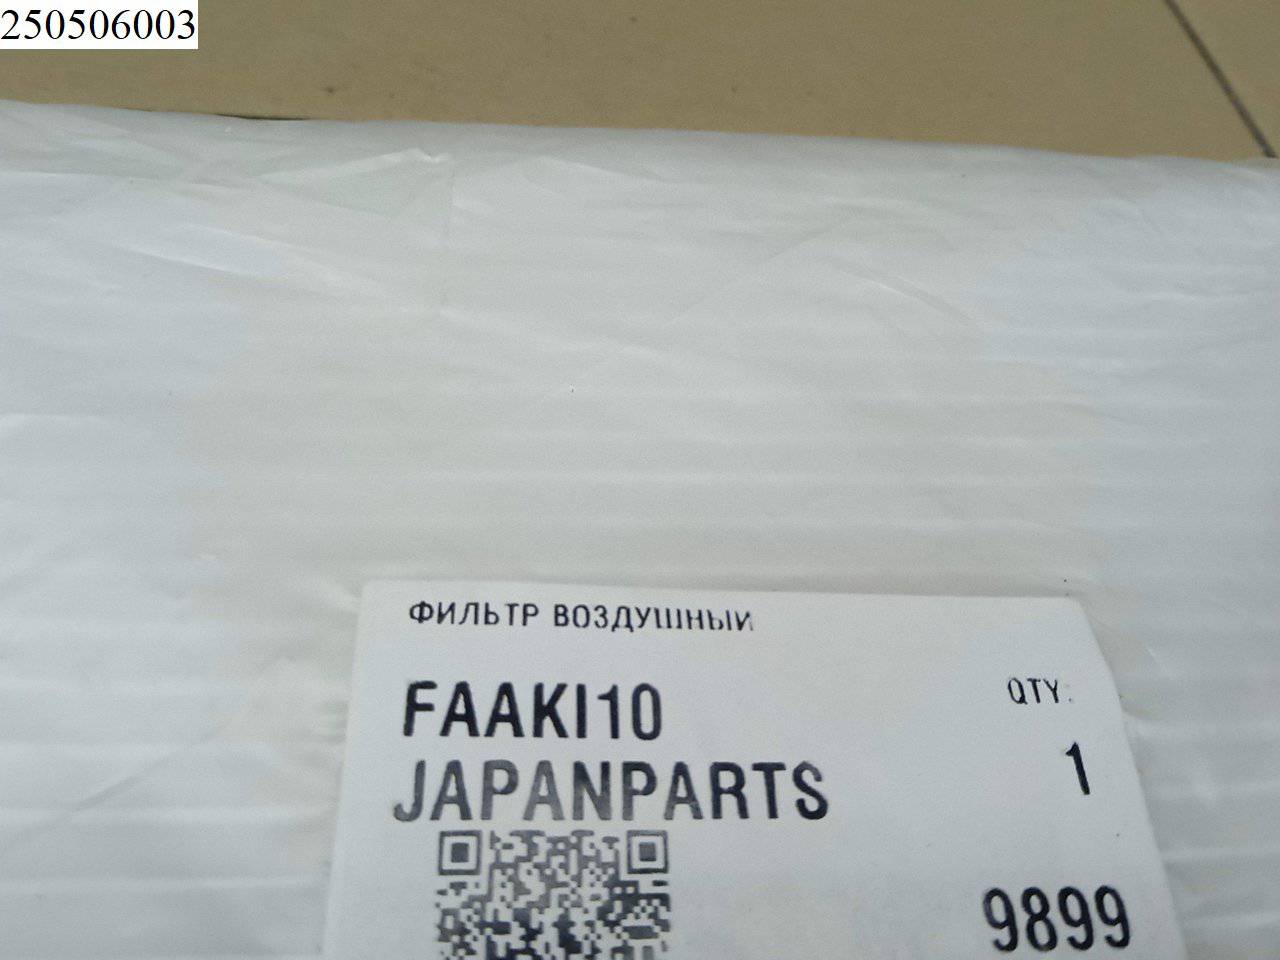 250506003
ФИЛЬТР ВОЗДУШНЫЙ
FAAKI10
QTY:
JAPANPARTS
1
9899